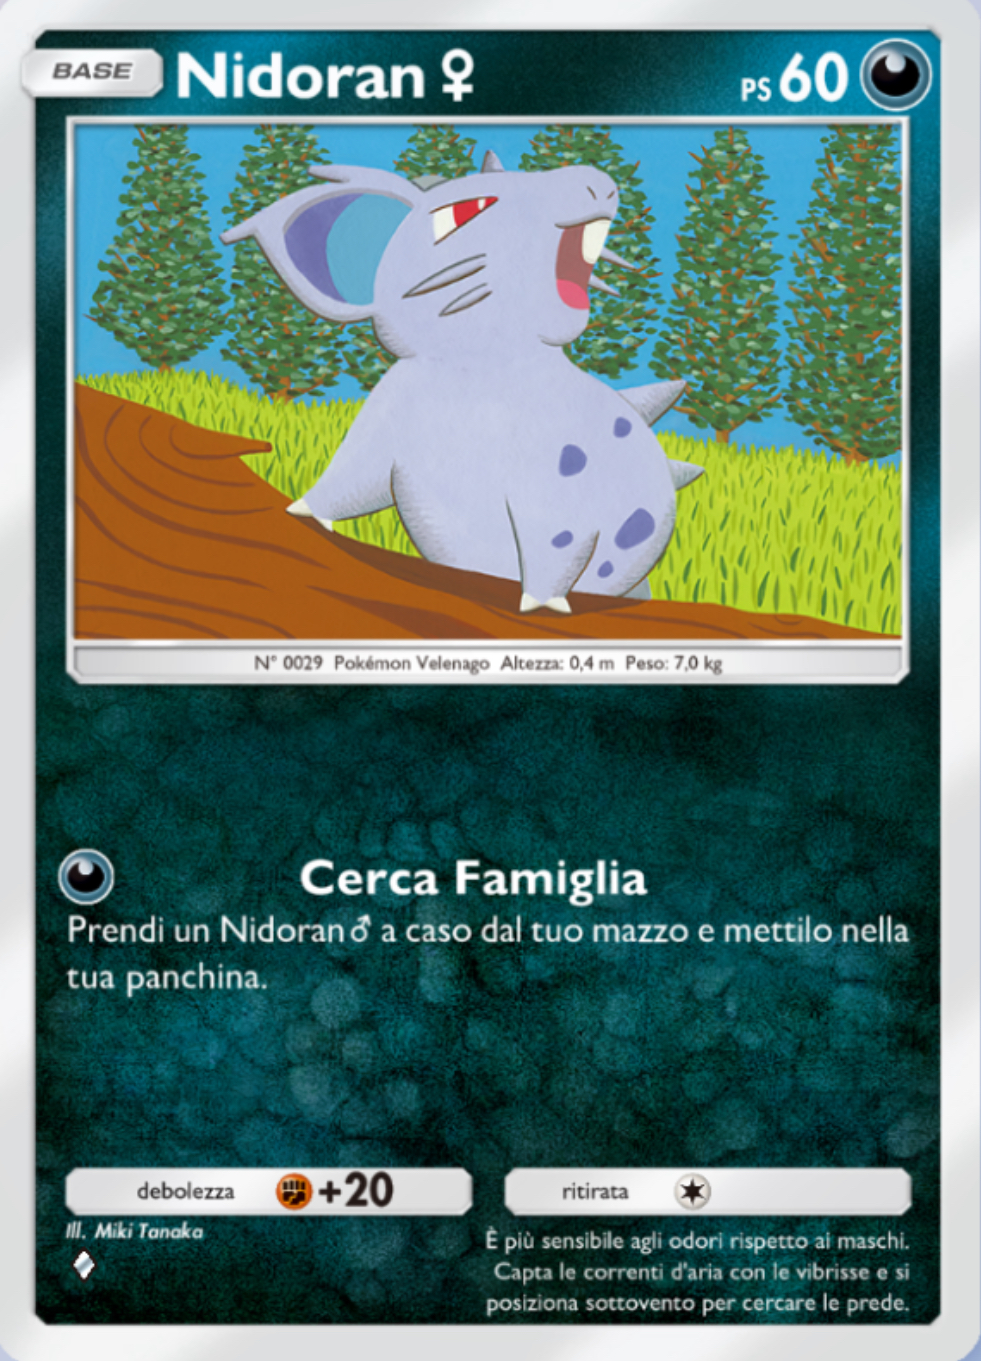 BASE Nidoran♀ PS 60
N° 0029 Pokémon Velenago Altezza: 0,4 m Peso: 7,0 kg
Cerca Famiglia
Prendi un Nidoran♂ a caso dal tuo mazzo e mettilo nella
tua panchina.
debolezza +20 ritirata
Ill. Miki Tanaka
È più sensibile agli odori rispetto ai maschi.
Capta le correnti d'aria con le vibrisse e si
posiziona sottovento per cercare le prede.